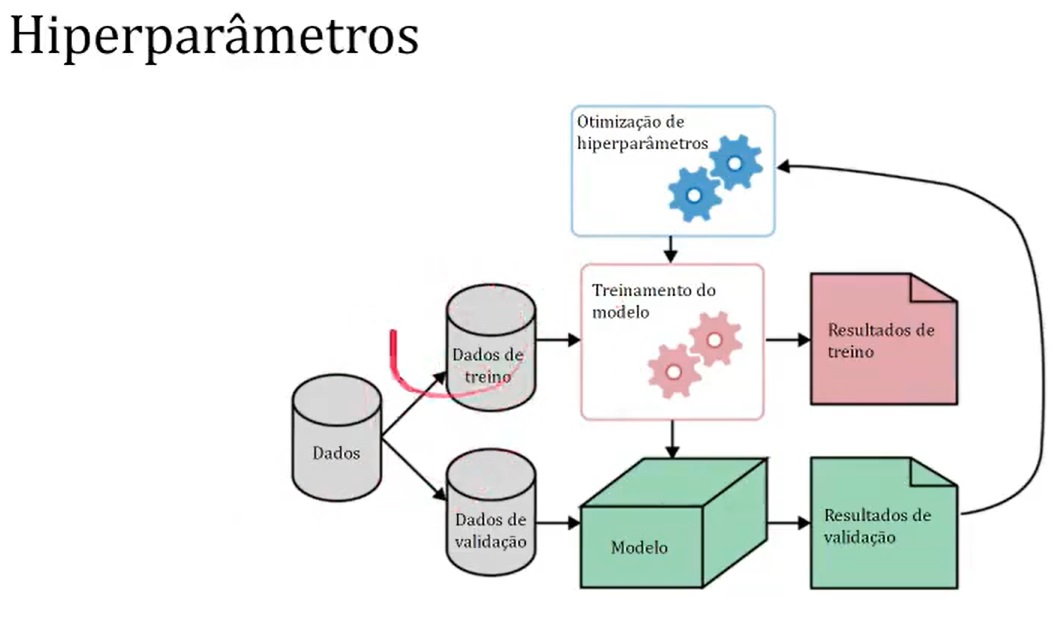 Hiperparâmetros
Otimização de
hiperparâmetros
Treinamento do
modelo
Resultados de
treino
Dados de
treino
Dados
Dados de
validação
Modelo
Resultados de
validação